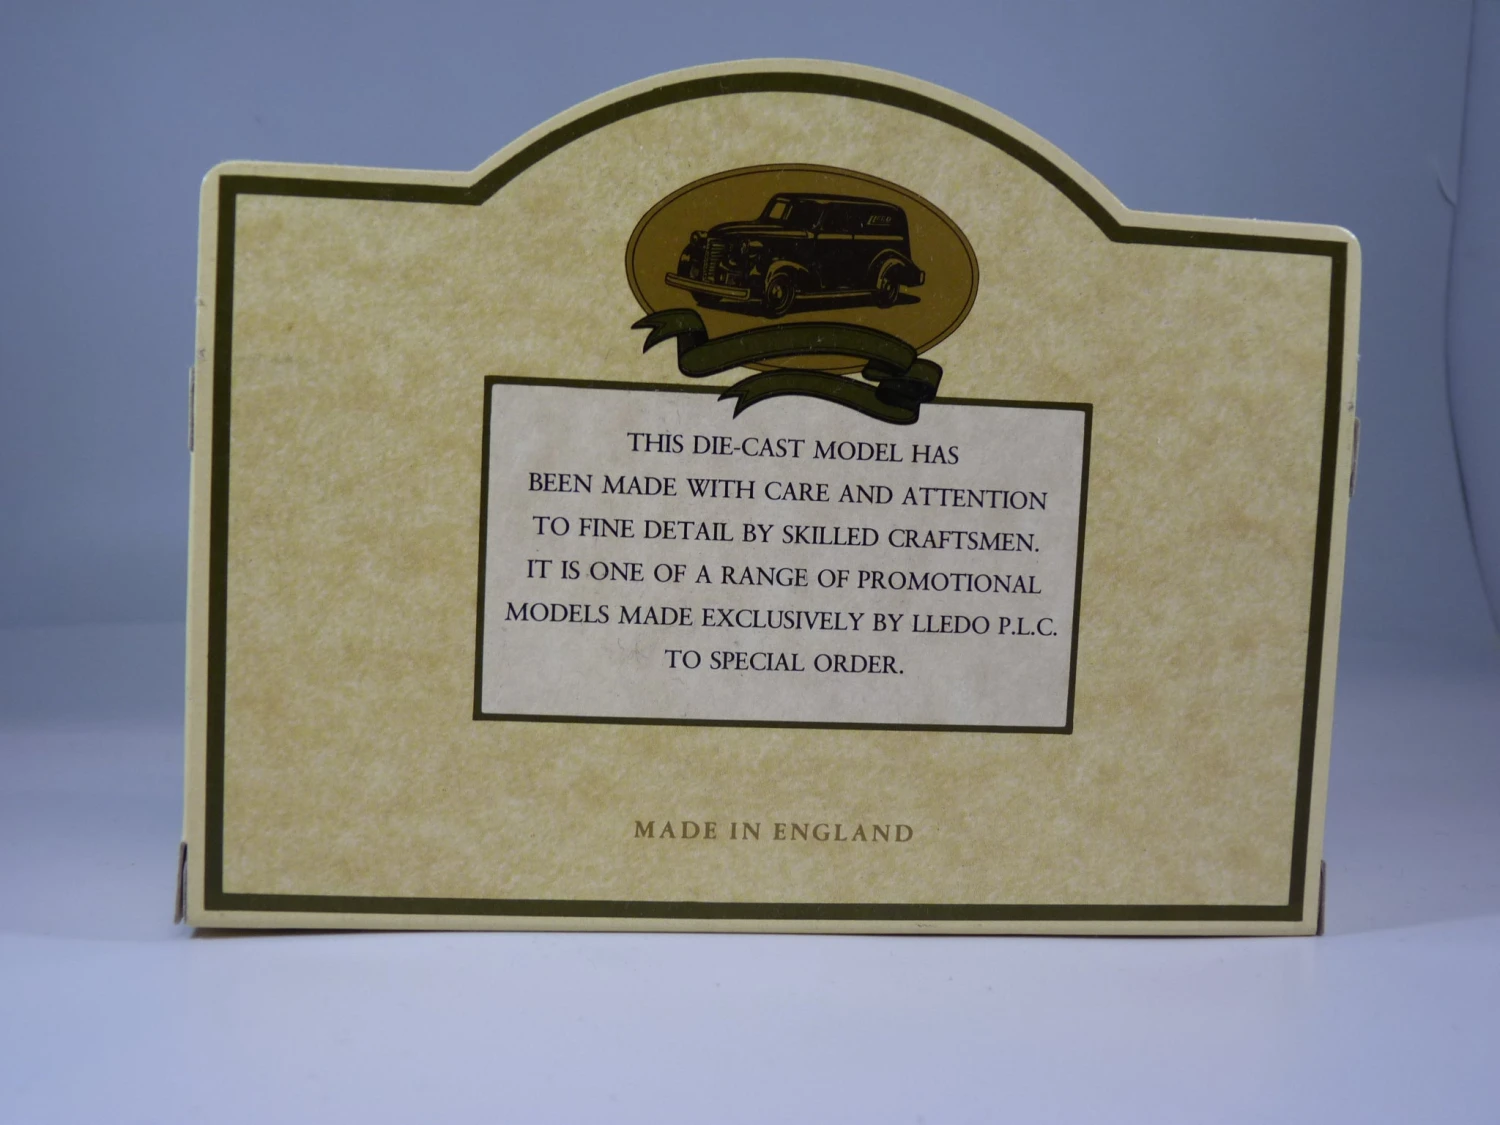 THIS DIE-CAST MODEL HAS
BEEN MADE WITH CARE AND ATTENTION
TO FINE DETAIL BY SKILLED CRAFTSMEN.
IT IS ONE OF A RANGE OF PROMOTIONAL
MODELS MADE EXCLUSIVELY BY LLEDO P.L.C.
TO SPECIAL ORDER.
MADE IN ENGLAND